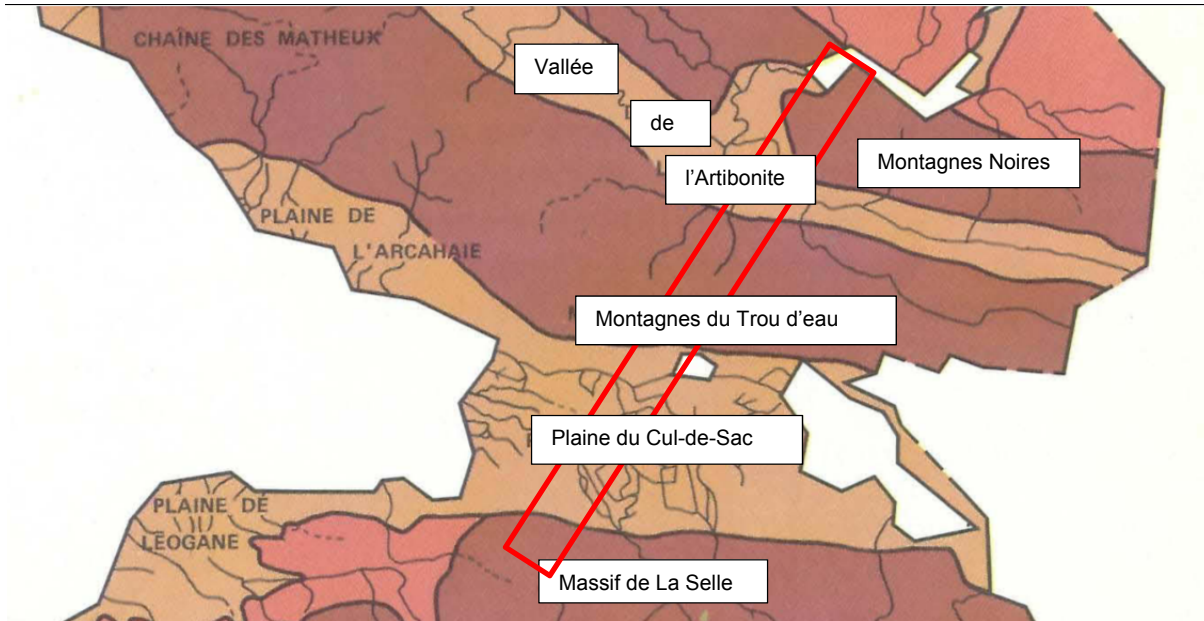 CHAÎNE DES MATHEUX
Vallée
de
l'Artibonite
Montagnes Noires
PLAINE DE
L'ARCAHAIE
Montagnes du Trou d'eau
Plaine du Cul-de-Sac
PLAINE DE
LÉOGANE
Massif de La Selle